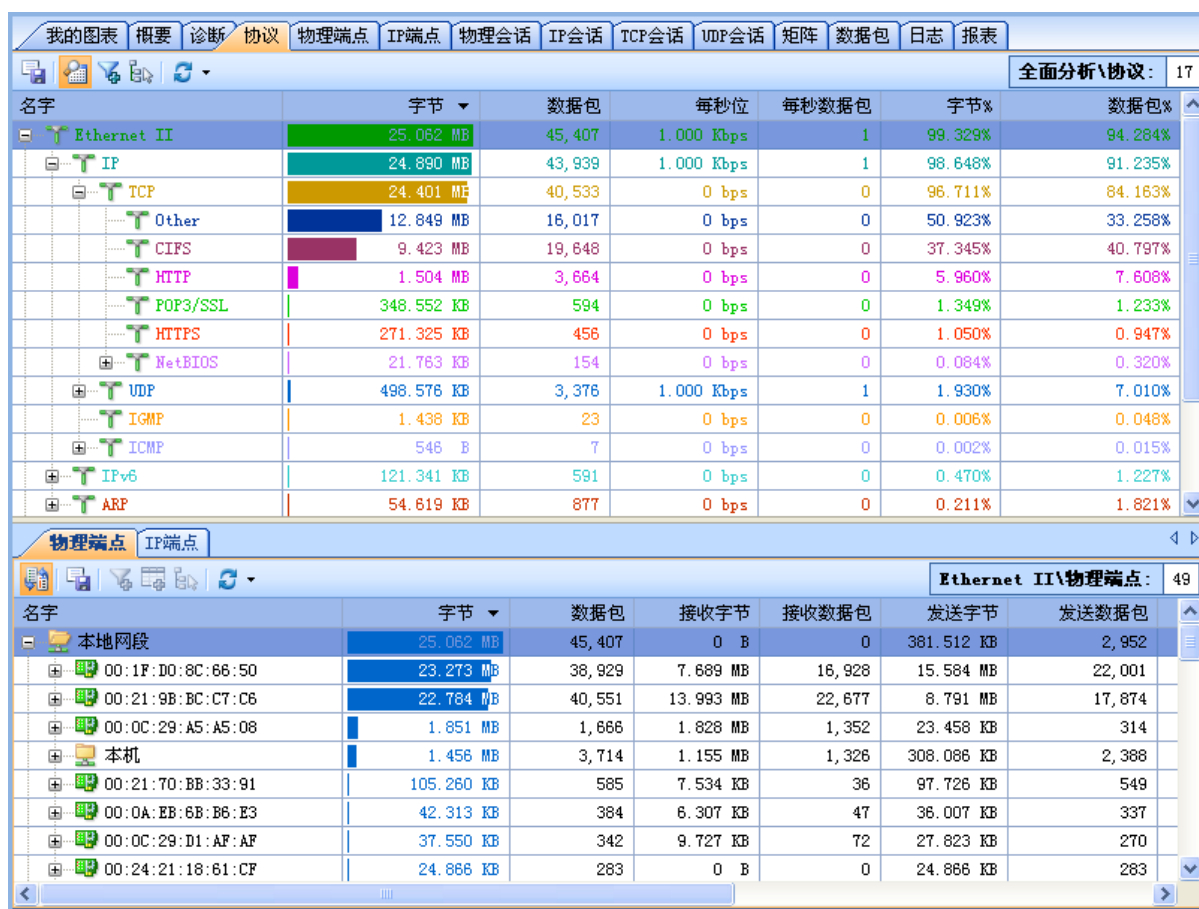 我的图表 概要 诊断 协议 物理端点 IP端点 物理会话 IP会话 TCP会话 UDP会话 矩阵 数据包 日志 报表
全面分析\协议: 17
名字 字节 数据包 每秒位 每秒数据包 字节% 数据包%
Ethernet II 25.062 MB 45,407 1.000 Kbps 1 99.329% 94.284%
IP 24.890 MB 43,939 1.000 Kbps 1 98.648% 91.235%
TCP 24.401 MB 40,533 0 bps 0 96.711% 84.163%
Other 12.849 MB 16,017 0 bps 0 50.923% 33.258%
CIFS 9.423 MB 19,648 0 bps 0 37.345% 40.797%
HTTP 1.504 MB 3,664 0 bps 0 5.960% 7.608%
POP3/SSL 348.552 KB 594 0 bps 0 1.349% 1.233%
HTTPS 271.325 KB 456 0 bps 0 1.050% 0.947%
NetBIOS 21.763 KB 154 0 bps 0 0.084% 0.320%
UDP 498.576 KB 3,376 1.000 Kbps 1 1.930% 7.010%
IGMP 1.438 KB 23 0 bps 0 0.006% 0.048%
ICMP 546 B 7 0 bps 0 0.002% 0.015%
IPv6 121.341 KB 591 0 bps 0 0.470% 1.227%
ARP 54.619 KB 877 0 bps 0 0.211% 1.821%
物理端点 IP端点
Ethernet II\物理端点: 49
名字 字节 数据包 接收字节 接收数据包 发送字节 发送数据包
本地网段 25.062 MB 45,407 0 B 0 381.512 KB 2,952
00:1F:D0:8C:66:50 23.273 MB 38,929 7.689 MB 16,928 15.584 MB 22,001
00:21:9B:BC:C7:C6 22.784 MB 40,551 13.993 MB 22,677 8.791 MB 17,874
00:0C:29:A5:A5:08 1.851 MB 1,666 1.828 MB 1,352 23.458 KB 314
本机 1.456 MB 3,714 1.155 MB 1,326 308.086 KB 2,388
00:21:70:BB:33:91 105.260 KB 585 7.534 KB 36 97.726 KB 549
00:0A:EB:6B:B6:E3 42.313 KB 384 6.307 KB 47 36.007 KB 337
00:0C:29:D1:AF:AF 37.550 KB 342 9.727 KB 72 27.823 KB 270
00:24:21:18:61:CF 24.866 KB 283 0 B 0 24.866 KB 283